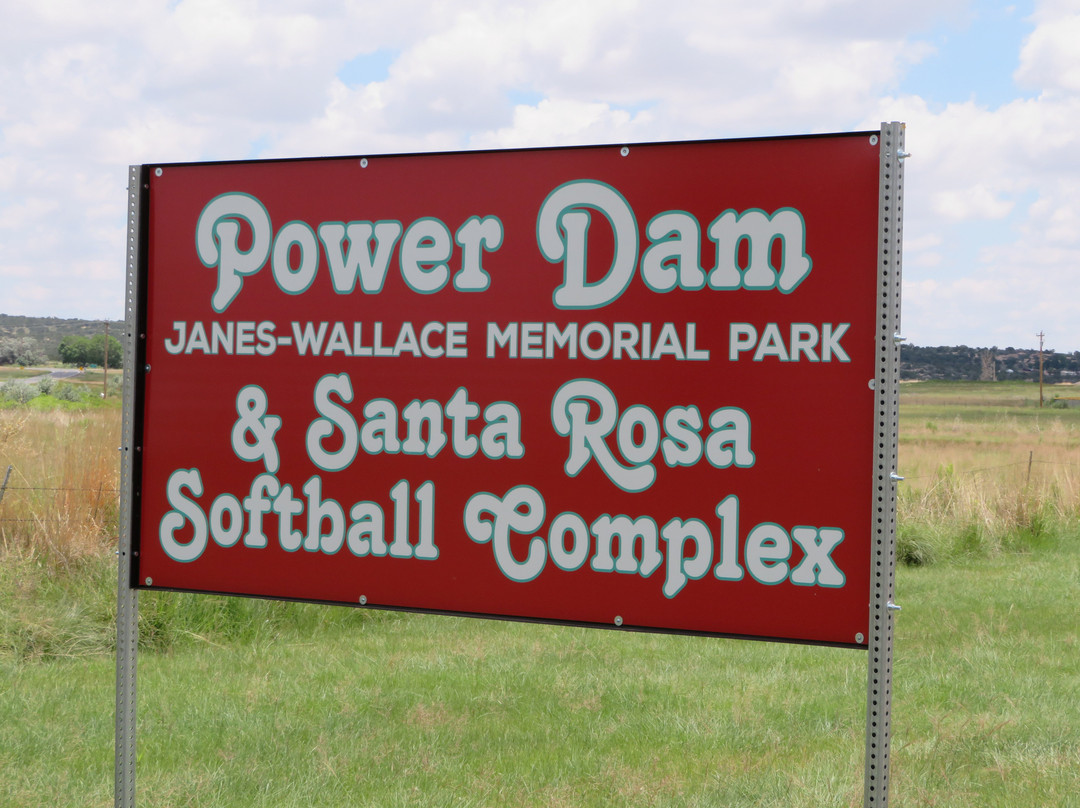 Power Dam
JANES-WALLACE MEMORIAL PARK
& Santa Rosa
Softball Complex